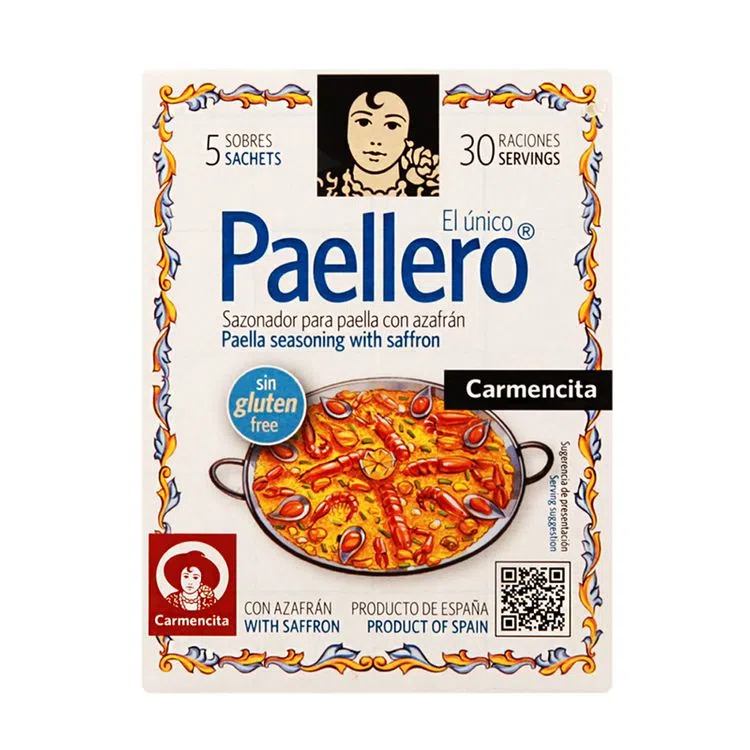 5 SOBRES
SACHETS
30 RACIONES
SERVINGS
El único
Paellero®
Sazonador para paella con azafrán
Paella seasoning with saffron
Carmencita
sin
gluten
free
Sugerencia de presentación
Serving suggestion
Carmencita
CON AZAFRÁN
WITH SAFFRON
PRODUCTO DE ESPAÑA
PRODUCT OF SPAIN